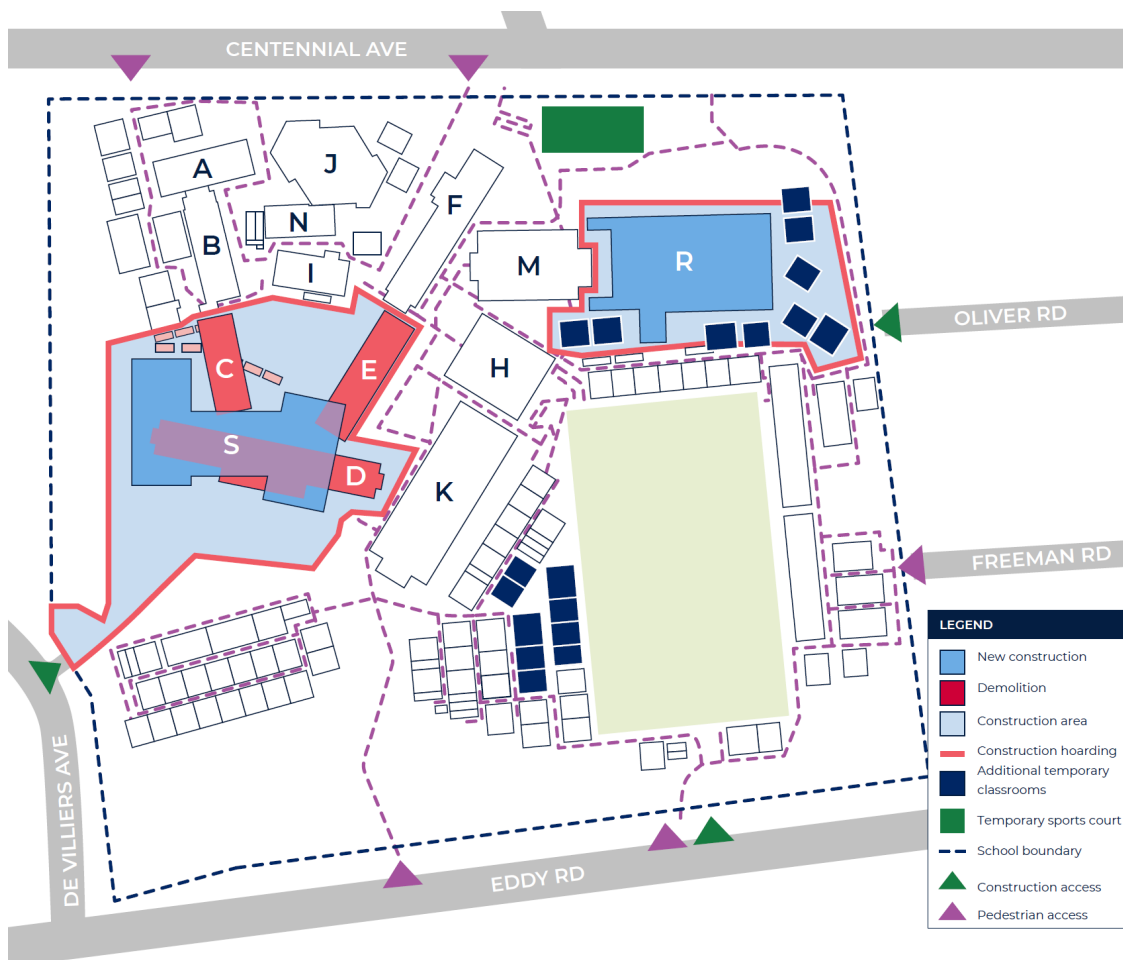 CENTENNIAL AVE
A
J
F
N
B
I
M
R
OLIVER RD
C
E
H
S
D
K
FREEMAN RD
LEGEND
New construction
Demolition
Construction area
Construction hoarding
Additional temporary
classrooms
Temporary sports court
School boundary
Construction access
Pedestrian access
DE VILLIERS AVE
EDDY RD